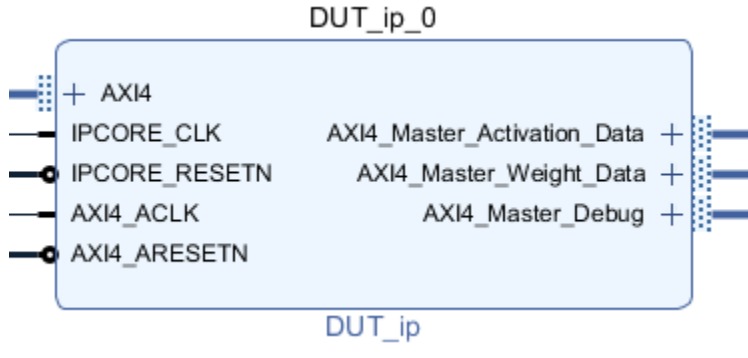 DUT_ip_0
AXI4
IPCORE_CLK
IPCORE_RESETN
AXI4_ACLK
AXI4_ARESETN
AXI4_Master_Activation_Data
AXI4_Master_Weight_Data
AXI4_Master_Debug
DUT_ip